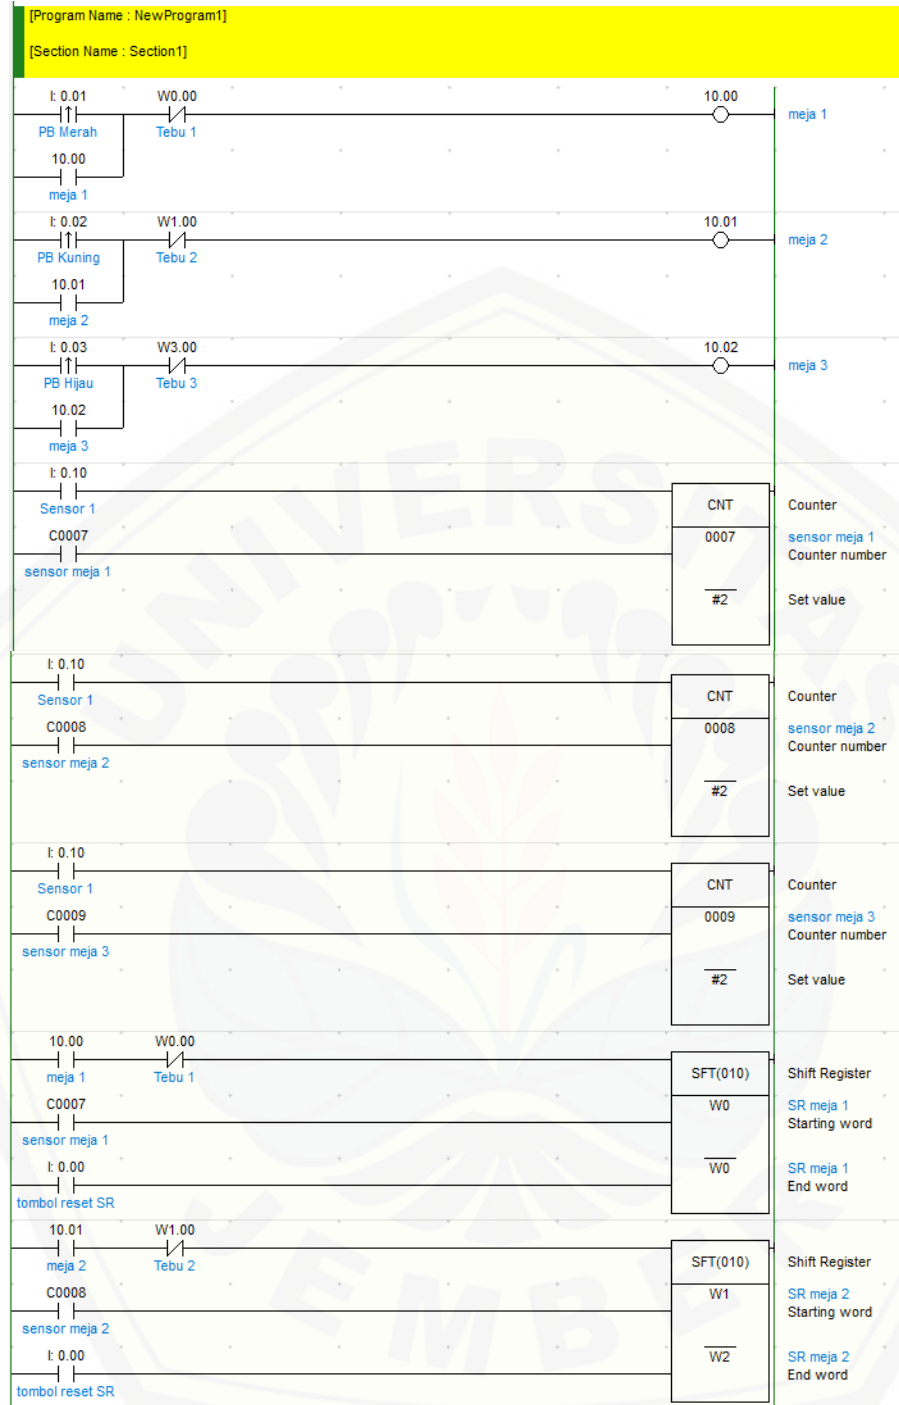 [Program Name : NewProgram1]
[Section Name : Section1]
I: 0.01 W0.00 10.00
meja 1
PB Merah Tebu 1
10.00
meja 1
I: 0.02 W1.00 10.01
meja 2
PB Kuning Tebu 2
10.01
meja 2
I: 0.03 W3.00 10.02
meja 3
PB Hijau Tebu 3
10.02
meja 3
I: 0.10
Sensor 1 CNT Counter
C0007 0007 sensor meja 1
Counter number
sensor meja 1
#2 Set value
I: 0.10
Sensor 1 CNT Counter
C0008 0008 sensor meja 2
Counter number
sensor meja 2
#2 Set value
I: 0.10
Sensor 1 CNT Counter
C0009 0009 sensor meja 3
Counter number
sensor meja 3
#2 Set value
10.00 W0.00
meja 1 Tebu 1 SFT(010) Shift Register
C0007 W0 SR meja 1
Starting word
sensor meja 1
I: 0.00 W0 SR meja 1
End word
tombol reset SR
10.01 W1.00
meja 2 Tebu 2 SFT(010) Shift Register
C0008 W1 SR meja 2
Starting word
sensor meja 2
I: 0.00 W2 SR meja 2
End word
tombol reset SR
UNIVERSITAS
JEMBER